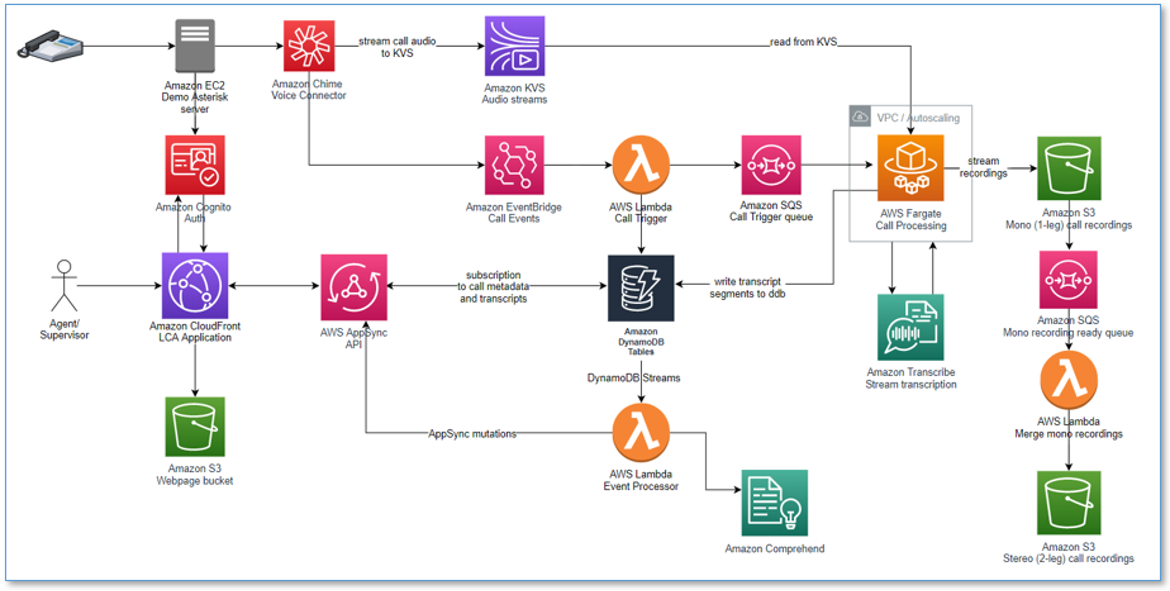 stream call audio
to KVS
read from KVS
Amazon EC2
Demo Asterisk
server
Amazon Chime
Voice Connector
Amazon KVS
Audio streams
VPC / Autoscaling
stream
recordings
Amazon Cognito
Auth
Amazon EventBridge
Call Events
AWS Lambda
Call Trigger
Amazon SQS
Call Trigger queue
AWS Fargate
Call Processing
Amazon S3
Mono (1-leg) call recordings
subscription
to call metadata
and transcripts
write transcript
segments to ddb
Agent/
Supervisor
Amazon CloudFront
LCA Application
AWS AppSync
API
Amazon
DynamoDB
Tables
Amazon SQS
Mono recording ready queue
Amazon Transcribe
Stream transcription
DynamoDB Streams
AWS Lambda
Merge mono recordings
AppSync mutations
Amazon S3
Webpage bucket
AWS Lambda
Event Processor
Amazon Comprehend
Amazon S3
Stereo (2-leg) call recordings